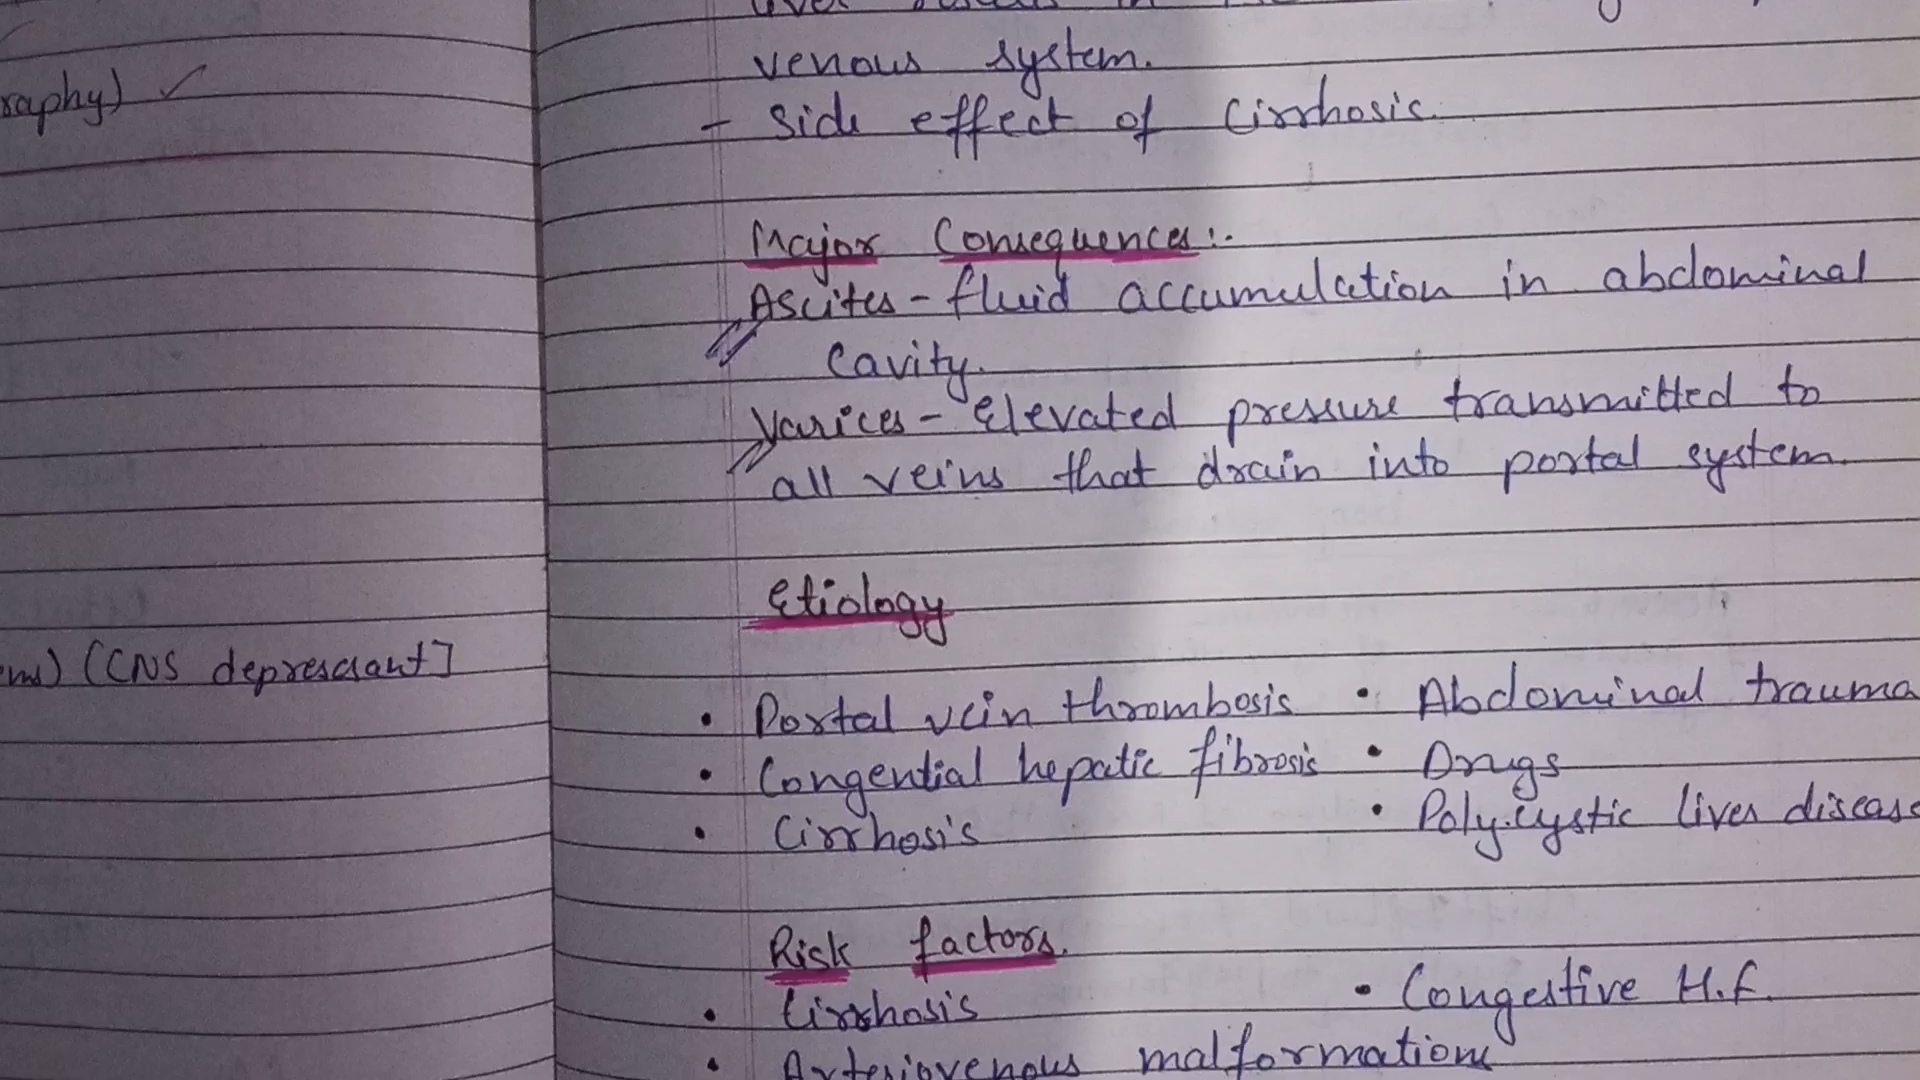 raphy) ✓
(CNS depressant]
venous system.
- Side effect of Cirrhosis.
Major Consequences:-
Ascites - fluid accumulation in abdominal
Cavity.
Varices - Elevated pressure transmitted to
all veins that drain into portal system.
Etiology
• Portal vein thrombosis • Abdominal trauma
• Congential hepatic fibrosis • Drugs
• Cirrhosis • Polycystic liver disease
Risk factors.
• Cirrhosis • Congestive H.f.
• Arteriovenous malformations